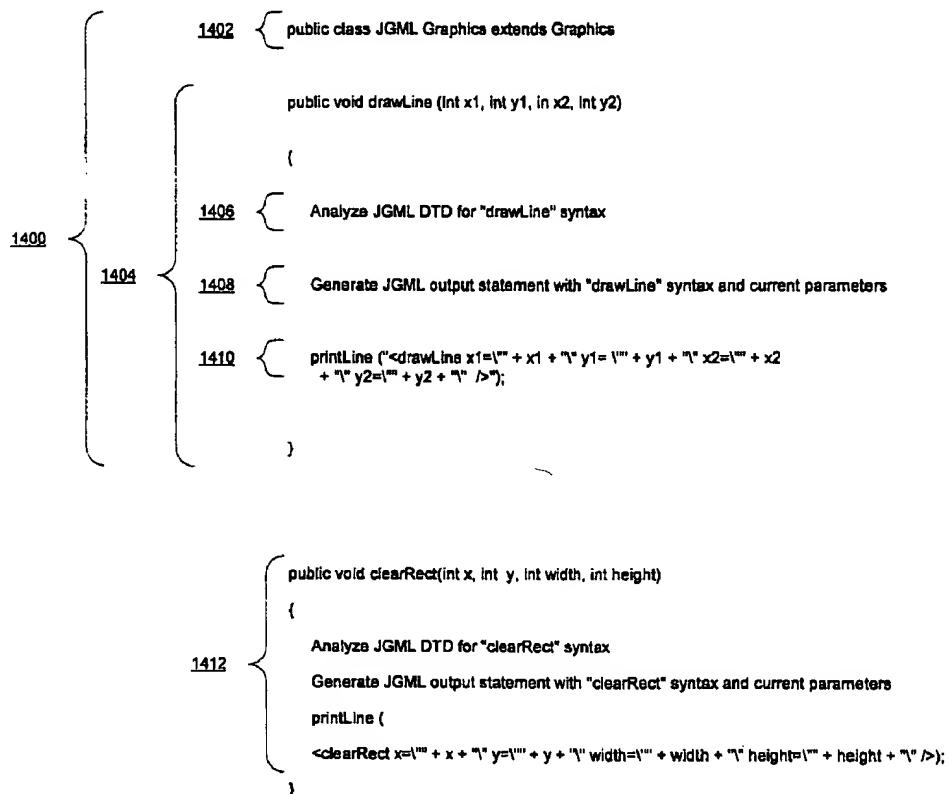 1402 public class JGML Graphics extends Graphics
public void drawLine (int x1, int y1, in x2, int y2)
{
1406 Analyze JGML DTD for "drawLine" syntax
1400
1404
1408 Generate JGML output statement with "drawLine" syntax and current parameters
1410 printLine ("<drawLine x1=\"" + x1 + "\" y1= \"" + y1 + "\" x2=\"" + x2
+ "\" y2=\"" + y2 + "\" />");
}
public void clearRect(int x, int y, int width, int height)
{
Analyze JGML DTD for "clearRect" syntax
1412
Generate JGML output statement with "clearRect" syntax and current parameters
printLine (
<clearRect x=\"" + x + "\" y=\"" + y + "\" width=\"" + width + "\" height=\"" + height + "\" />);
}